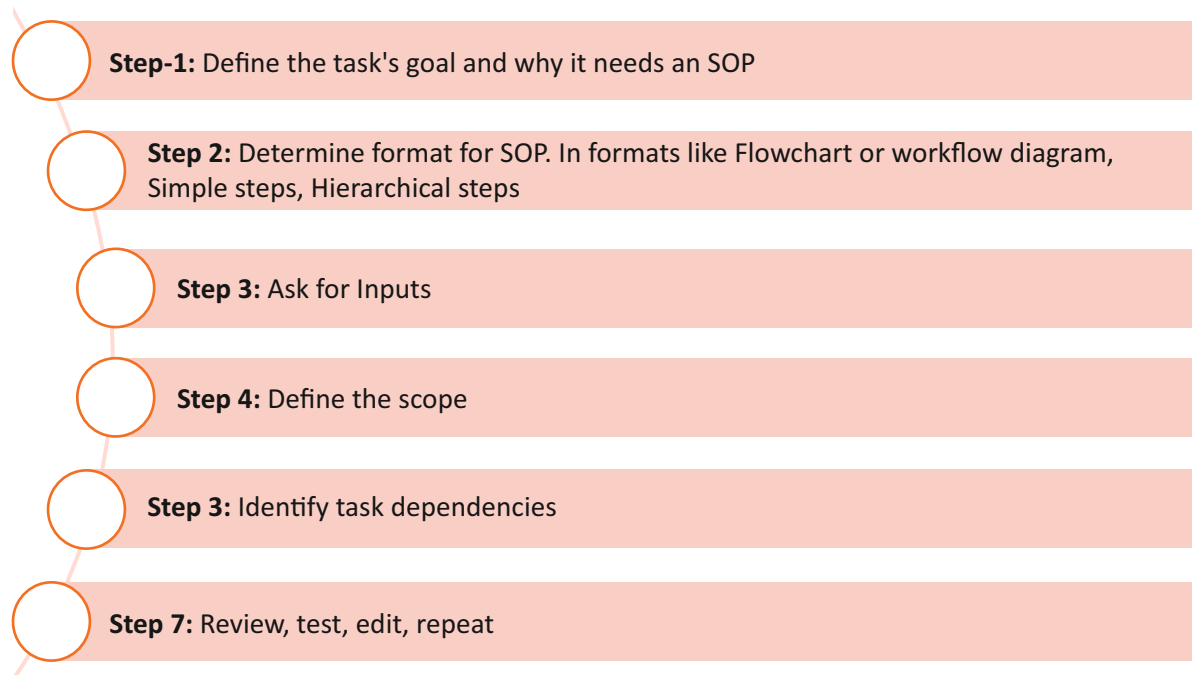 Step-1: Define the task's goal and why it needs an SOP
Step 2: Determine format for SOP. In formats like Flowchart or workflow diagram,
Simple steps, Hierarchical steps
Step 3: Ask for Inputs
Step 4: Define the scope
Step 3: Identify task dependencies
Step 7: Review, test, edit, repeat